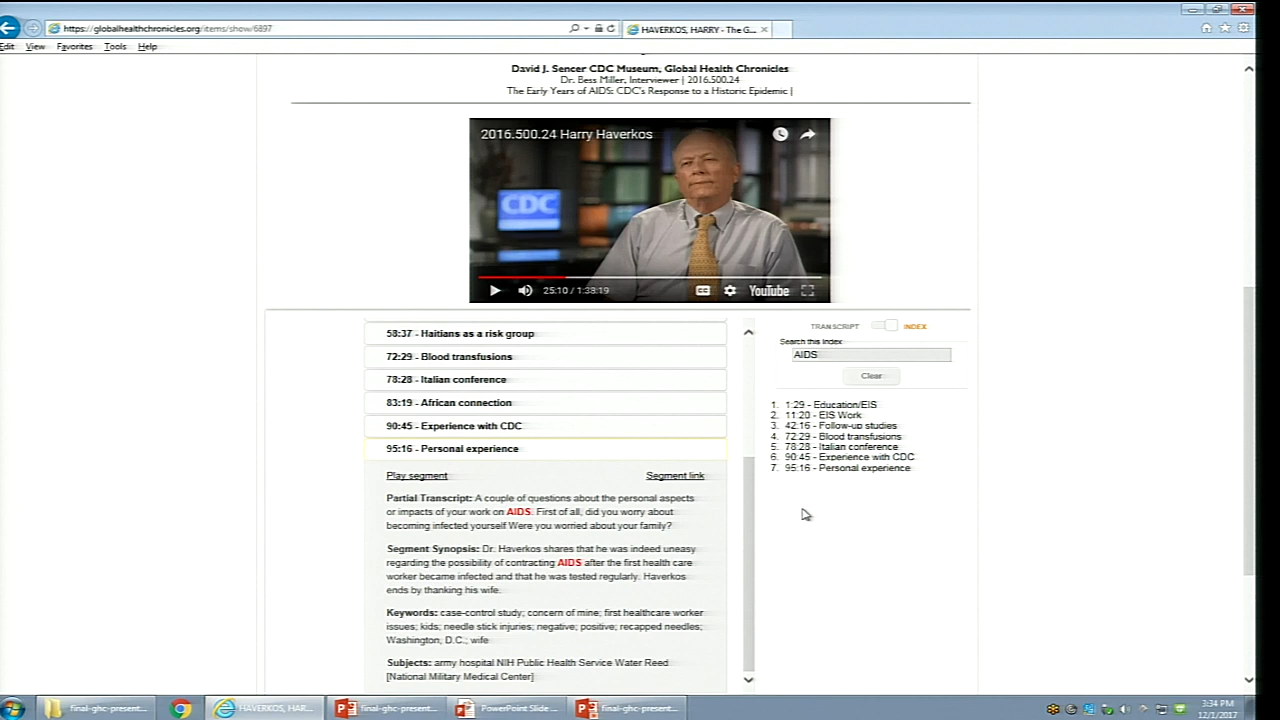 https://globalhealthchronicles.org/items/show/6897
HAVERKOS, HARRY - The G...
Edit View Favorites Tools Help
David J. Sencer CDC Museum, Global Health Chronicles
Dr. Bess Miller, Interviewer | 2016.500.24
The Early Years of AIDS: CDC's Response to a Historic Epidemic |
2016.500.24 Harry Haverkos
CDC
25:10 / 1:38:19
CC
YouTube
58:37 - Haitians as a risk group
72:29 - Blood transfusions
78:28 - Italian conference
83:19 - African connection
90:45 - Experience with CDC
95:16 - Personal experience
Play segment Segment link
Partial Transcript: A couple of questions about the personal aspects
or impacts of your work on AIDS. First of all, did you worry about
becoming infected yourself Were you worried about your family?
Segment Synopsis: Dr. Haverkos shares that he was indeed uneasy
regarding the possibility of contracting AIDS after the first health care
worker became infected and that he was tested regularly. Haverkos
ends by thanking his wife.
Keywords: case-control study; concern of mine; first healthcare worker
issues; kids; needle stick injuries; negative; positive; recapped needles;
Washington, D.C.; wife
Subjects: army hospital NIH Public Health Service Water Reed
[National Military Medical Center]
TRANSCRIPT INDEX
Search this Index
AIDS
Clear
1. 1:29 - Education/EIS
2. 11:20 - EIS Work
3. 42:16 - Follow-up studies
4. 72:29 - Blood transfusions
5. 78:28 - Italian conference
6. 90:45 - Experience with CDC
7. 95:16 - Personal experience
final-ghc-present...
HAVERKOS, HAR...
final-ghc-present...
PowerPoint Slide ...
final-ghc-present...
3:34 PM
12/1/2017